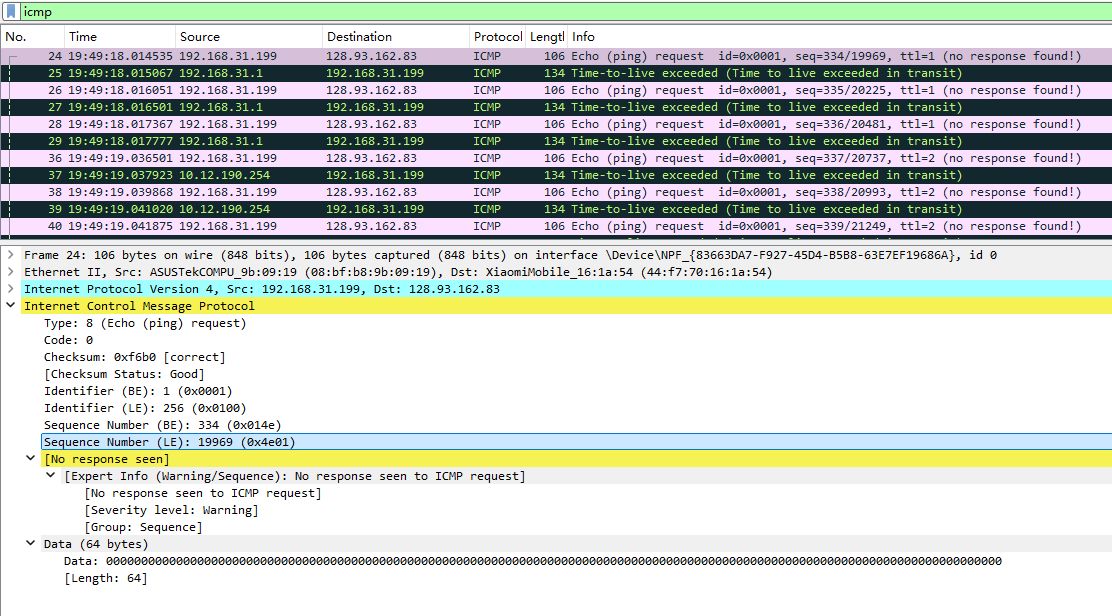 icmp
No. Time Source Destination Protocol Lengtl Info
24 19:49:18.014535 192.168.31.199 128.93.162.83 ICMP 106 Echo (ping) request id=0x0001, seq=334/19969, ttl=1 (no response found!)
25 19:49:18.015067 192.168.31.1 192.168.31.199 ICMP 134 Time-to-live exceeded (Time to live exceeded in transit)
26 19:49:18.016051 192.168.31.199 128.93.162.83 ICMP 106 Echo (ping) request id=0x0001, seq=335/20225, ttl=1 (no response found!)
27 19:49:18.016501 192.168.31.1 192.168.31.199 ICMP 134 Time-to-live exceeded (Time to live exceeded in transit)
28 19:49:18.017367 192.168.31.199 128.93.162.83 ICMP 106 Echo (ping) request id=0x0001, seq=336/20481, ttl=1 (no response found!)
29 19:49:18.017777 192.168.31.1 192.168.31.199 ICMP 134 Time-to-live exceeded (Time to live exceeded in transit)
36 19:49:19.036501 192.168.31.199 128.93.162.83 ICMP 106 Echo (ping) request id=0x0001, seq=337/20737, ttl=2 (no response found!)
37 19:49:19.037923 10.12.190.254 192.168.31.199 ICMP 134 Time-to-live exceeded (Time to live exceeded in transit)
38 19:49:19.039868 192.168.31.199 128.93.162.83 ICMP 106 Echo (ping) request id=0x0001, seq=338/20993, ttl=2 (no response found!)
39 19:49:19.041020 10.12.190.254 192.168.31.199 ICMP 134 Time-to-live exceeded (Time to live exceeded in transit)
40 19:49:19.041875 192.168.31.199 128.93.162.83 ICMP 106 Echo (ping) request id=0x0001, seq=339/21249, ttl=2 (no response found!)
Frame 24: 106 bytes on wire (848 bits), 106 bytes captured (848 bits) on interface \Device\NPF_{83663DA7-F927-45D4-B5B8-63E7EF19686A}, id 0
Ethernet II, Src: ASUSTekCOMPU_9b:09:19 (08:bf:b8:9b:09:19), Dst: XiaomiMobile_16:1a:54 (44:f7:70:16:1a:54)
Internet Protocol Version 4, Src: 192.168.31.199, Dst: 128.93.162.83
Internet Control Message Protocol
Type: 8 (Echo (ping) request)
Code: 0
Checksum: 0xf6b0 [correct]
[Checksum Status: Good]
Identifier (BE): 1 (0x0001)
Identifier (LE): 256 (0x0100)
Sequence Number (BE): 334 (0x014e)
Sequence Number (LE): 19969 (0x4e01)
[No response seen]
[Expert Info (Warning/Sequence): No response seen to ICMP request]
[No response seen to ICMP request]
[Severity level: Warning]
[Group: Sequence]
Data (64 bytes)
Data: 00000000000000000000000000000000000000000000000000000000000000000000000000000000000000000000000000000000000000000000000000000000
[Length: 64]